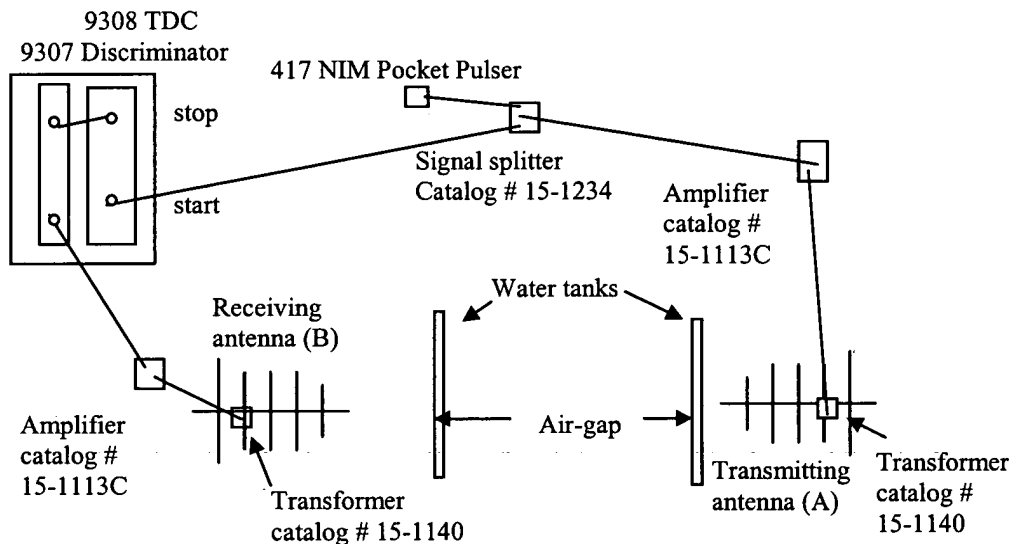 9308 TDC
9307 Discriminator
stop
start
417 NIM Pocket Pulser
Signal splitter
Catalog # 15-1234
Amplifier
catalog #
15-1113C
Water tanks
Receiving
antenna (B)
Air-gap
Amplifier
catalog #
15-1113C
Transformer
catalog # 15-1140
Transmitting
antenna (A)
Transformer
catalog #
15-1140